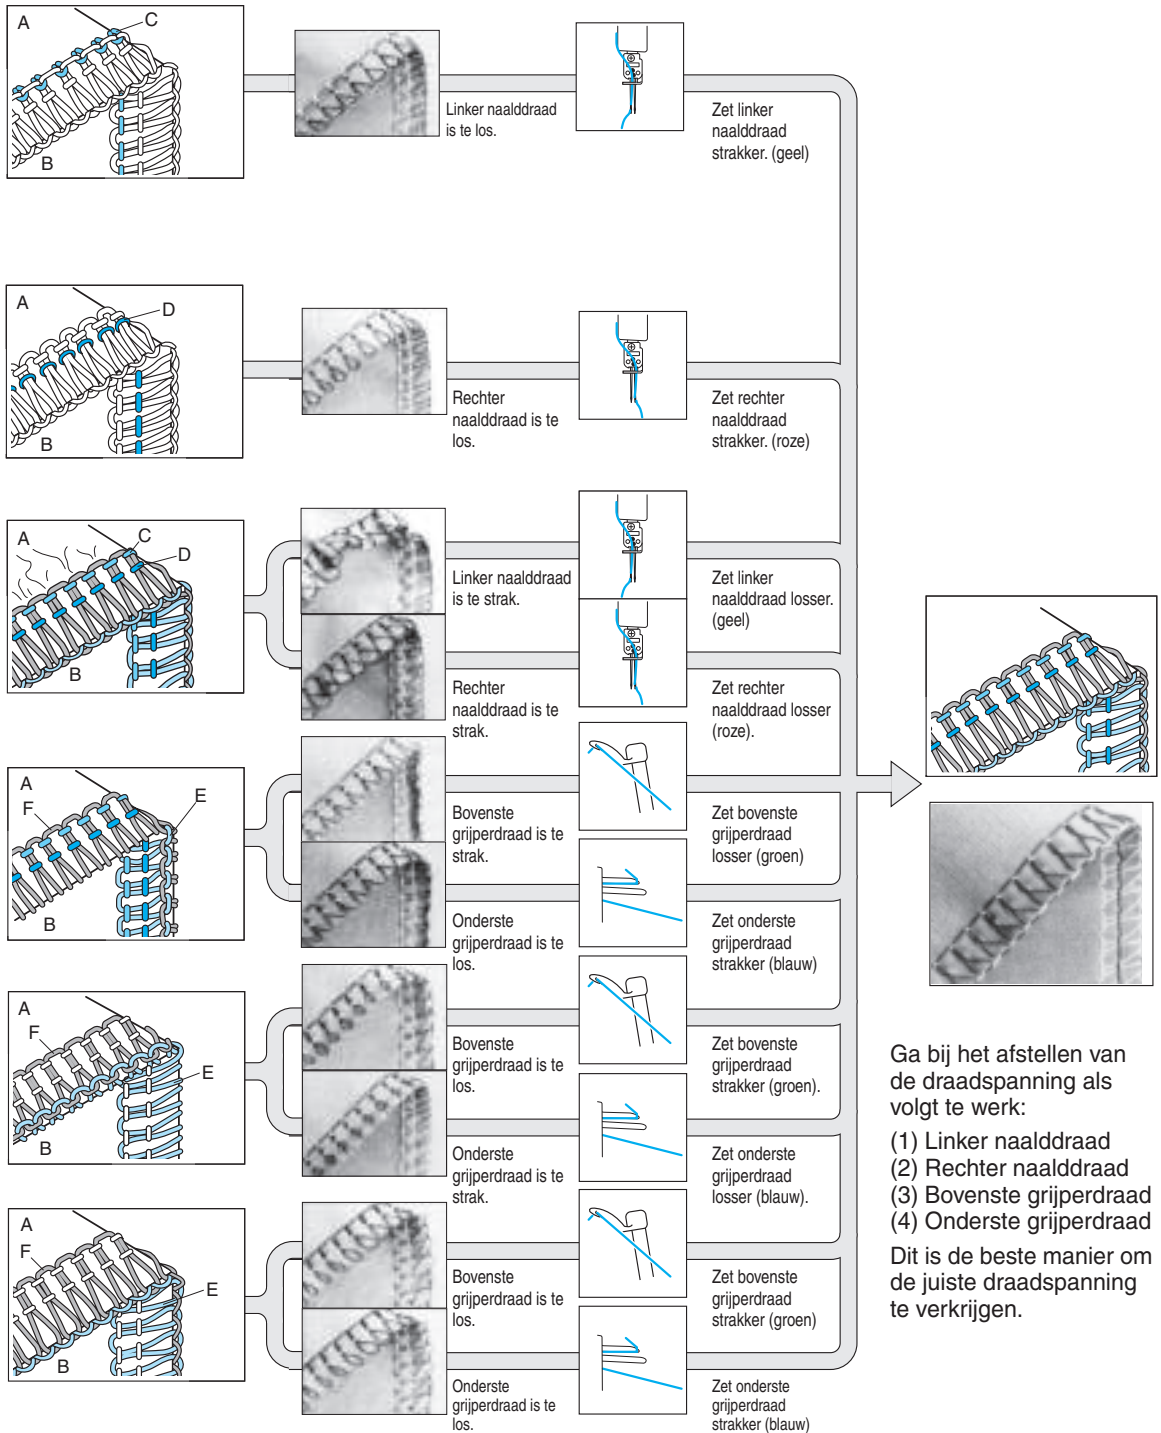 A
C
B
Linker naalddraad
is te los.
Zet linker
naalddraad
strakker. (geel)
A
D
B
Rechter
naalddraad is te
los.
Zet rechter
naalddraad
strakker. (roze)
A
C
D
B
Linker naalddraad
is te strak.
Zet linker
naalddraad losser.
(geel)
Rechter
naalddraad is te
strak.
Zet rechter
naalddraad losser
(roze).
A
F
E
B
Bovenste
grijperdraad is te
strak.
Zet bovenste
grijperdraad
losser (groen)
Onderste
grijperdraad is te
los.
Zet onderste
grijperdraad
strakker (blauw)
A
F
E
B
Bovenste
grijperdraad is te
los.
Zet bovenste
grijperdraad
strakker (groen).
Onderste
grijperdraad is te
strak.
Zet onderste
grijperdraad
losser (blauw).
A
F
E
B
Bovenste
grijperdraad is te
los.
Zet bovenste
grijperdraad
strakker (groen)
Onderste
grijperdraad is te
los.
Zet onderste
grijperdraad
strakker (blauw)
Ga bij het afstellen van
de draadspanning als
volgt te werk:
(1) Linker naalddraad
(2) Rechter naalddraad
(3) Bovenste grijperdraad
(4) Onderste grijperdraad
Dit is de beste manier om
de juiste draadspanning
te verkrijgen.